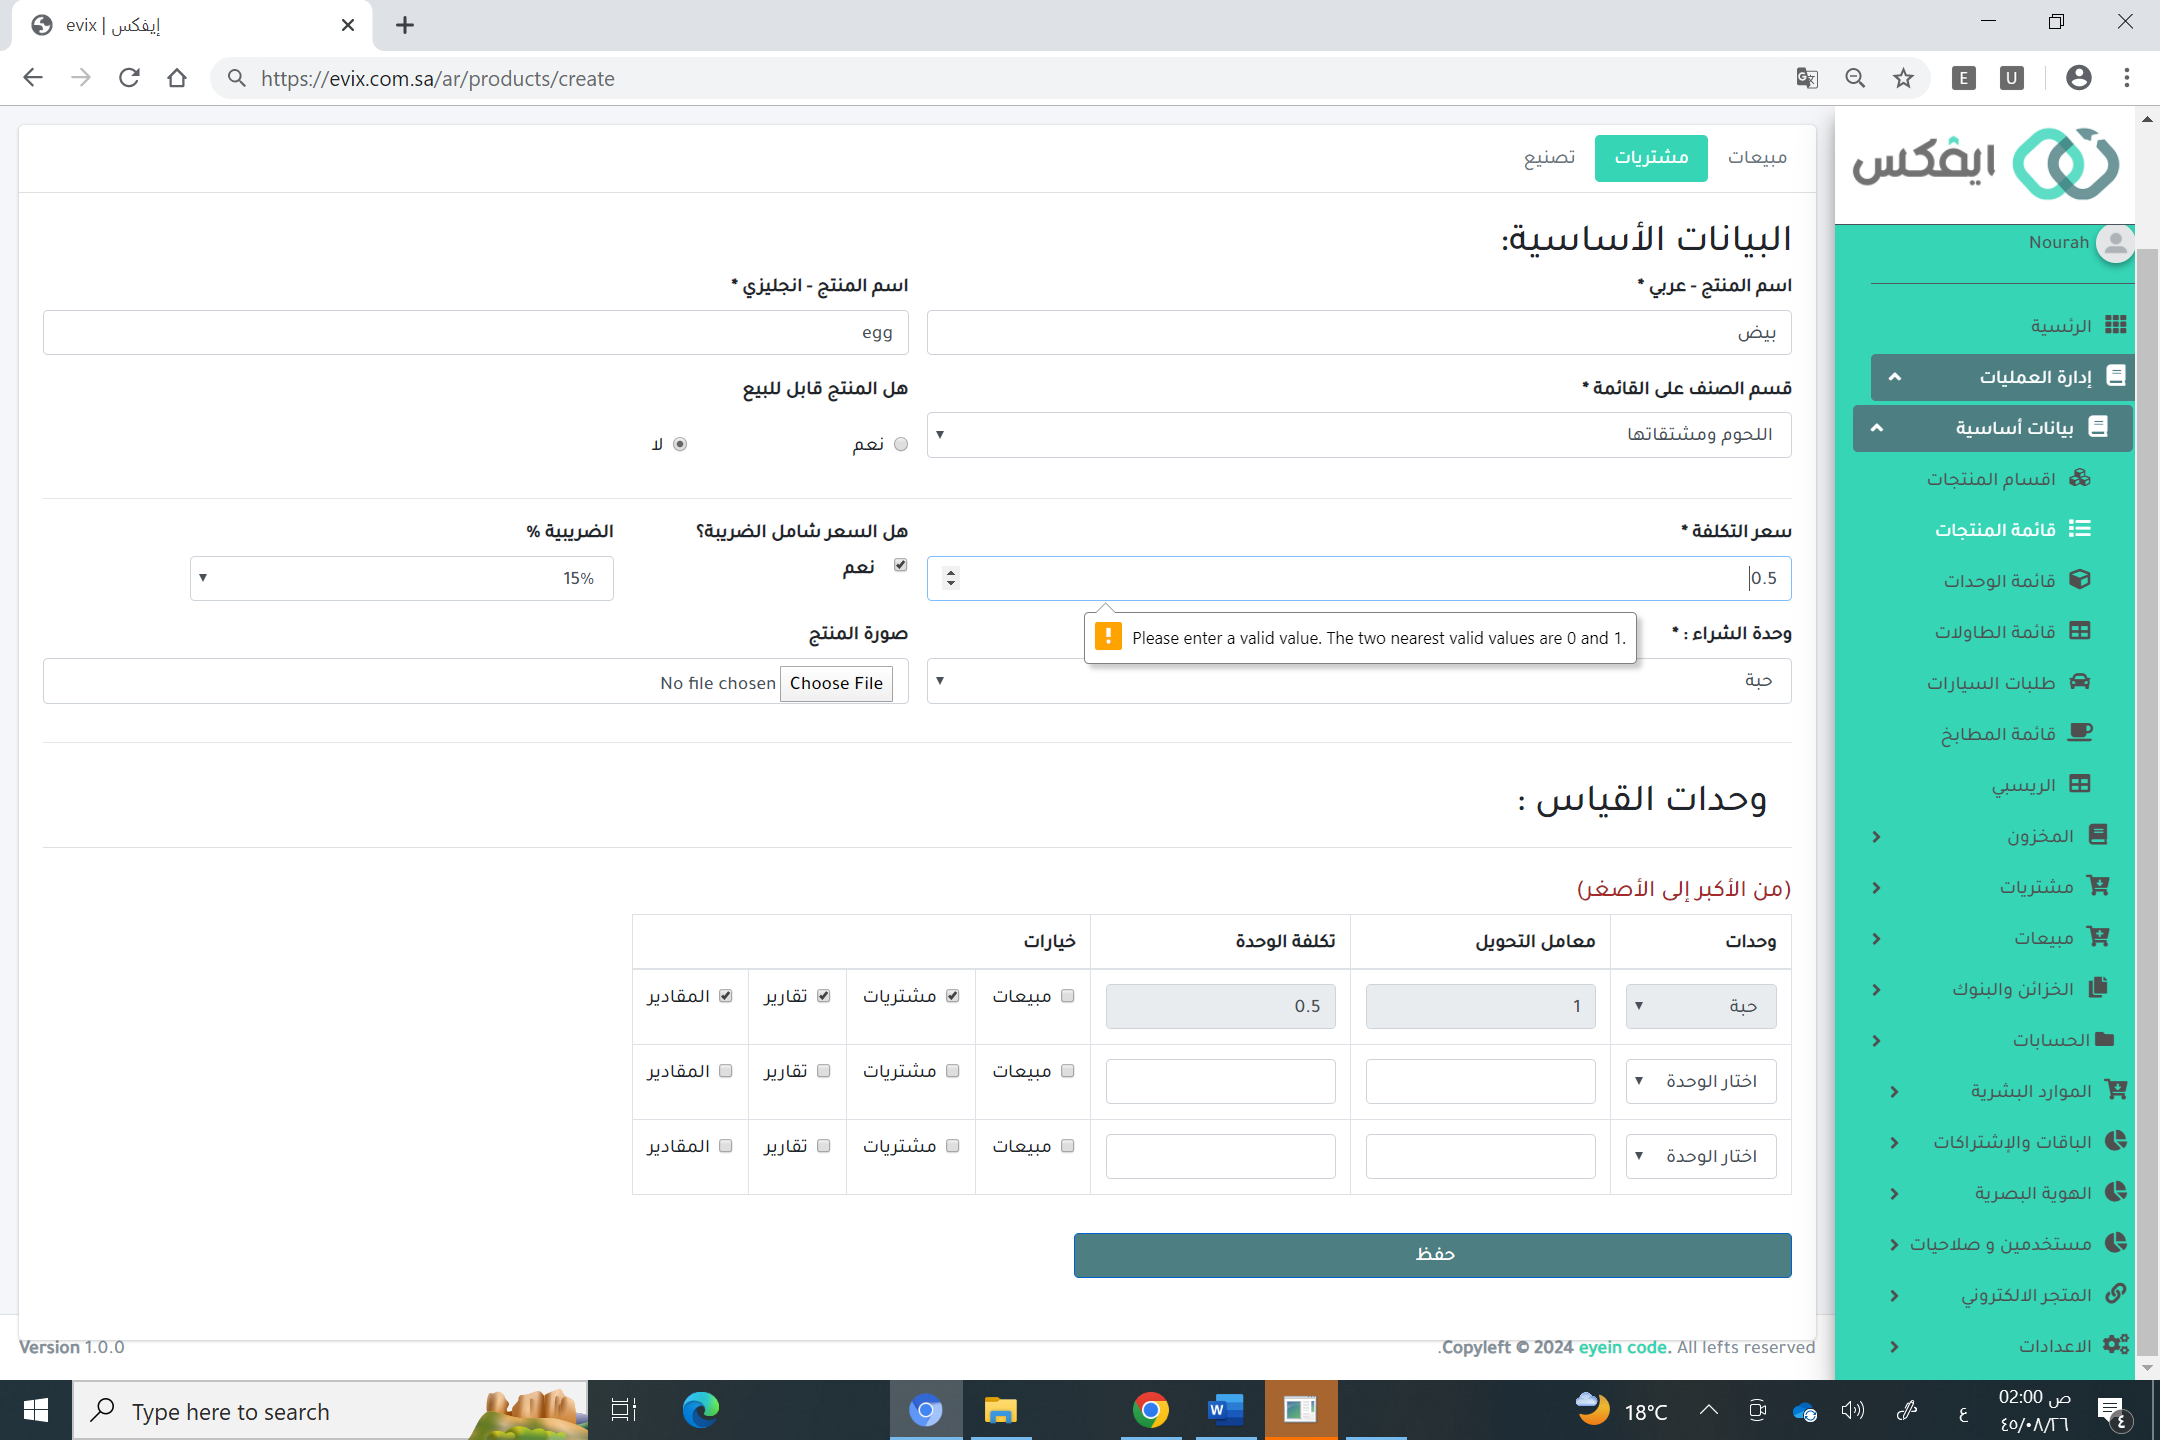 evix | إيفكس
https://evix.com.sa/ar/products/create
E
U
ايفكس
Nourah
الرئسية
إدارة العمليات
بيانات أساسية
اقسام المنتجات
قائمة المنتجات
قائمة الوحدات
قائمة الطاولات
طلبات السيارات
قائمة المطابخ
الريسبي
المخزون
مشتريات
مبيعات
الخزائن والبنوك
الحسابات
الموارد البشرية
الباقات والإشتراكات
الهوية البصرية
مستخدمين و صلاحيات
المتجر الالكتروني
الاعدادات
مبيعات مشتريات تصنيع
البيانات الأساسية:
اسم المنتج - عربي * اسم المنتج - انجليزي *
بيض egg
قسم الصنف على القائمة * هل المنتج قابل للبيع
اللحوم ومشتقاتها نعم لا
سعر التكلفة * هل السعر شامل الضريبة؟ الضريبية %
0.5 نعم 15%
Please enter a valid value. The two nearest valid values are 0 and 1.
وحدة الشراء : * صورة المنتج
حبة Choose File No file chosen
وحدات القياس :
(من الأكبر إلى الأصغر)
وحدات معامل التحويل تكلفة الوحدة خيارات
حبة 1 0.5 مبيعات مشتريات تقارير المقادير
اختار الوحدة مبيعات مشتريات تقارير المقادير
اختار الوحدة مبيعات مشتريات تقارير المقادير
حفظ
Version 1.0.0
Copyleft © 2024 eyein code. All lefts reserved.
Type here to search
W
18°C
ع
02:00 ص
٤٥/٠٨/٢٦
٤